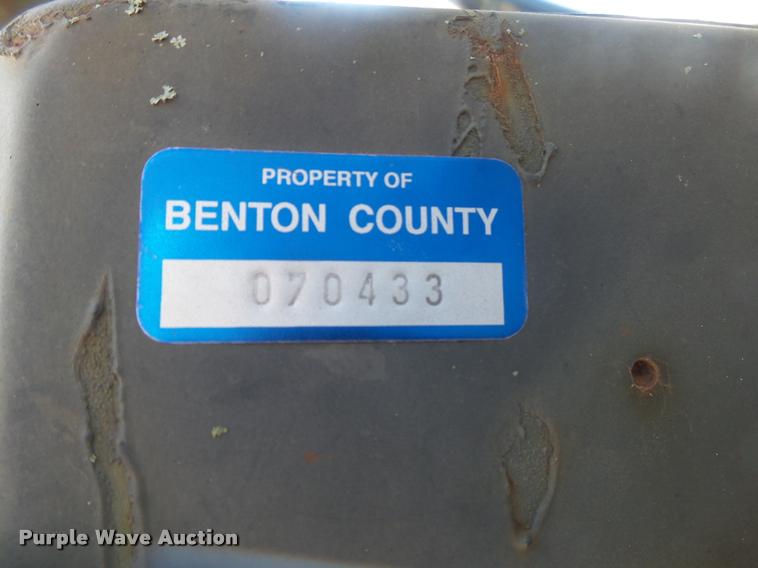 PROPERTY OF
BENTON COUNTY
070433
Purple Wave Auction